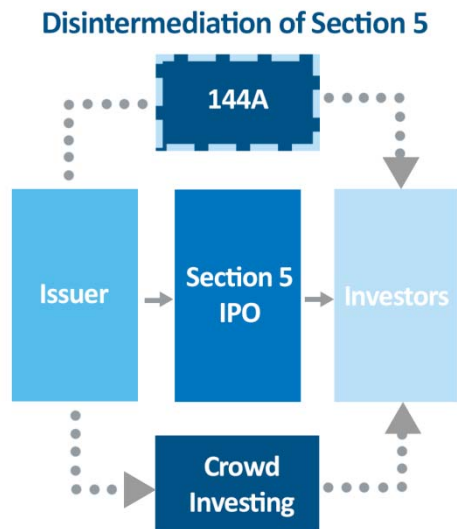 Disintermediation of Section 5
144A
Issuer
Section 5
IPO
Investors
Crowd
Investing